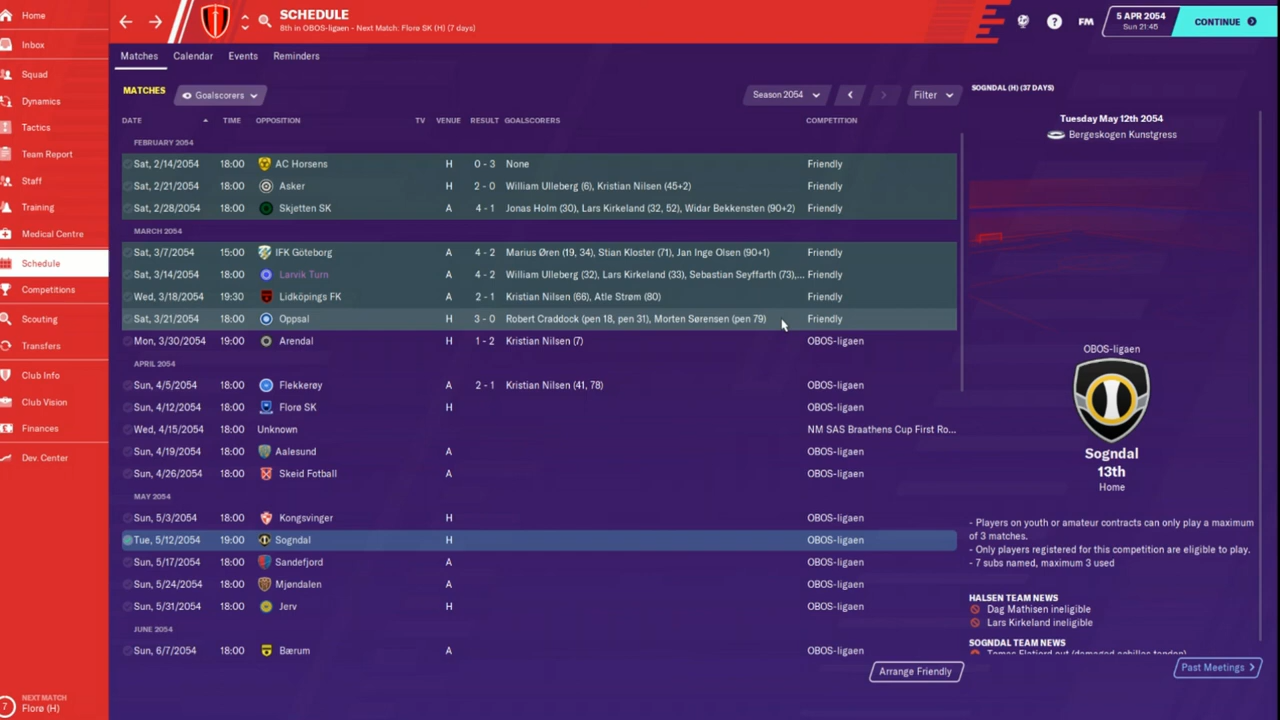 Home
Inbox
Squad
Dynamics
Tactics
Team Report
Staff
Training
Medical Centre
Schedule
Competitions
Scouting
Transfers
Club Info
Club Vision
Finances
Dev. Center
7
NEXT MATCH
Florø (H)
SCHEDULE
8th in OBOS-ligaen - Next Match: Florø SK (H) (7 days)
? FM
5 APR 2054
Sun 21:45
CONTINUE
Matches Calendar Events Reminders
MATCHES Goalscorers Season 2054 Filter
DATE TIME OPPOSITION TV VENUE RESULT GOALSCORERS COMPETITION
FEBRUARY 2054
Sat, 2/14/2054 18:00 AC Horsens H 0 - 3 None Friendly
Sat, 2/21/2054 18:00 Asker H 2 - 0 William Ulleberg (6), Kristian Nilsen (45+2) Friendly
Sat, 2/28/2054 18:00 Skjetten SK A 4 - 1 Jonas Holm (30), Lars Kirkeland (32, 52), Widar Bekkensten (90+2) Friendly
MARCH 2054
Sat, 3/7/2054 15:00 IFK Göteborg A 4 - 2 Marius Øren (19, 34), Stian Kloster (71), Jan Inge Olsen (90+1) Friendly
Sat, 3/14/2054 18:00 Larvik Turn A 4 - 2 William Ulleberg (32), Lars Kirkeland (33), Sebastian Seyffarth (73),... Friendly
Wed, 3/18/2054 19:30 Lidköpings FK A 2 - 1 Kristian Nilsen (66), Atle Strøm (80) Friendly
Sat, 3/21/2054 18:00 Oppsal H 3 - 0 Robert Craddock (pen 18, pen 31), Morten Sørensen (pen 79) Friendly
Mon, 3/30/2054 19:00 Arendal H 1 - 2 Kristian Nilsen (7) OBOS-ligaen
APRIL 2054
Sun, 4/5/2054 18:00 Flekkerøy A 2 - 1 Kristian Nilsen (41, 78) OBOS-ligaen
Sun, 4/12/2054 18:00 Florø SK H OBOS-ligaen
Wed, 4/15/2054 18:00 Unknown NM SAS Braathens Cup First Ro...
Sun, 4/19/2054 18:00 Aalesund A OBOS-ligaen
Sun, 4/26/2054 18:00 Skeid Fotball A OBOS-ligaen
MAY 2054
Sun, 5/3/2054 18:00 Kongsvinger H OBOS-ligaen
Tue, 5/12/2054 19:00 Sogndal H OBOS-ligaen
Sun, 5/17/2054 18:00 Sandefjord A OBOS-ligaen
Sun, 5/24/2054 18:00 Mjøndalen A OBOS-ligaen
Sun, 5/31/2054 18:00 Jerv H OBOS-ligaen
JUNE 2054
Sun, 6/7/2054 18:00 Bærum A OBOS-ligaen
Arrange Friendly
SOGNDAL (H) (37 DAYS)
Tuesday May 12th 2054
Bergeskogen Kunstgress
OBOS-ligaen
Sogndal
13th
Home
- Players on youth or amateur contracts can only play a maximum
of 3 matches.
- Only players registered for this competition are eligible to play.
- 7 subs named, maximum 3 used
HALSEN TEAM NEWS
Dag Mathisen ineligible
Lars Kirkeland ineligible
SOGNDAL TEAM NEWS
Past Meetings